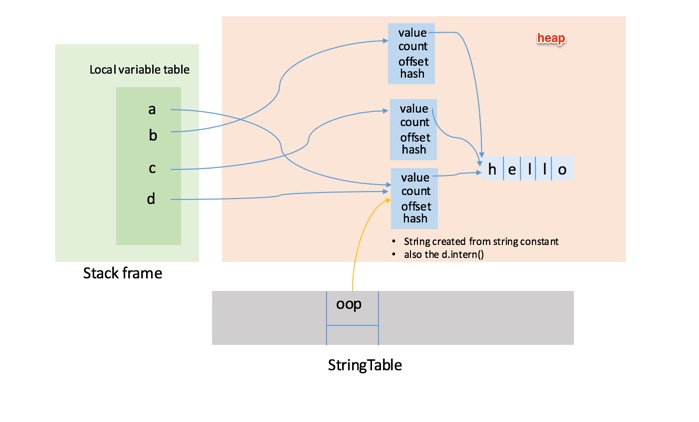 heap
Local variable table
a
b
c
d
Stack frame
value
count
offset
hash
value
count
offset
hash
value
count
offset
hash
h e l l o
• String created from string constant
• also the d.intern()
oop
StringTable